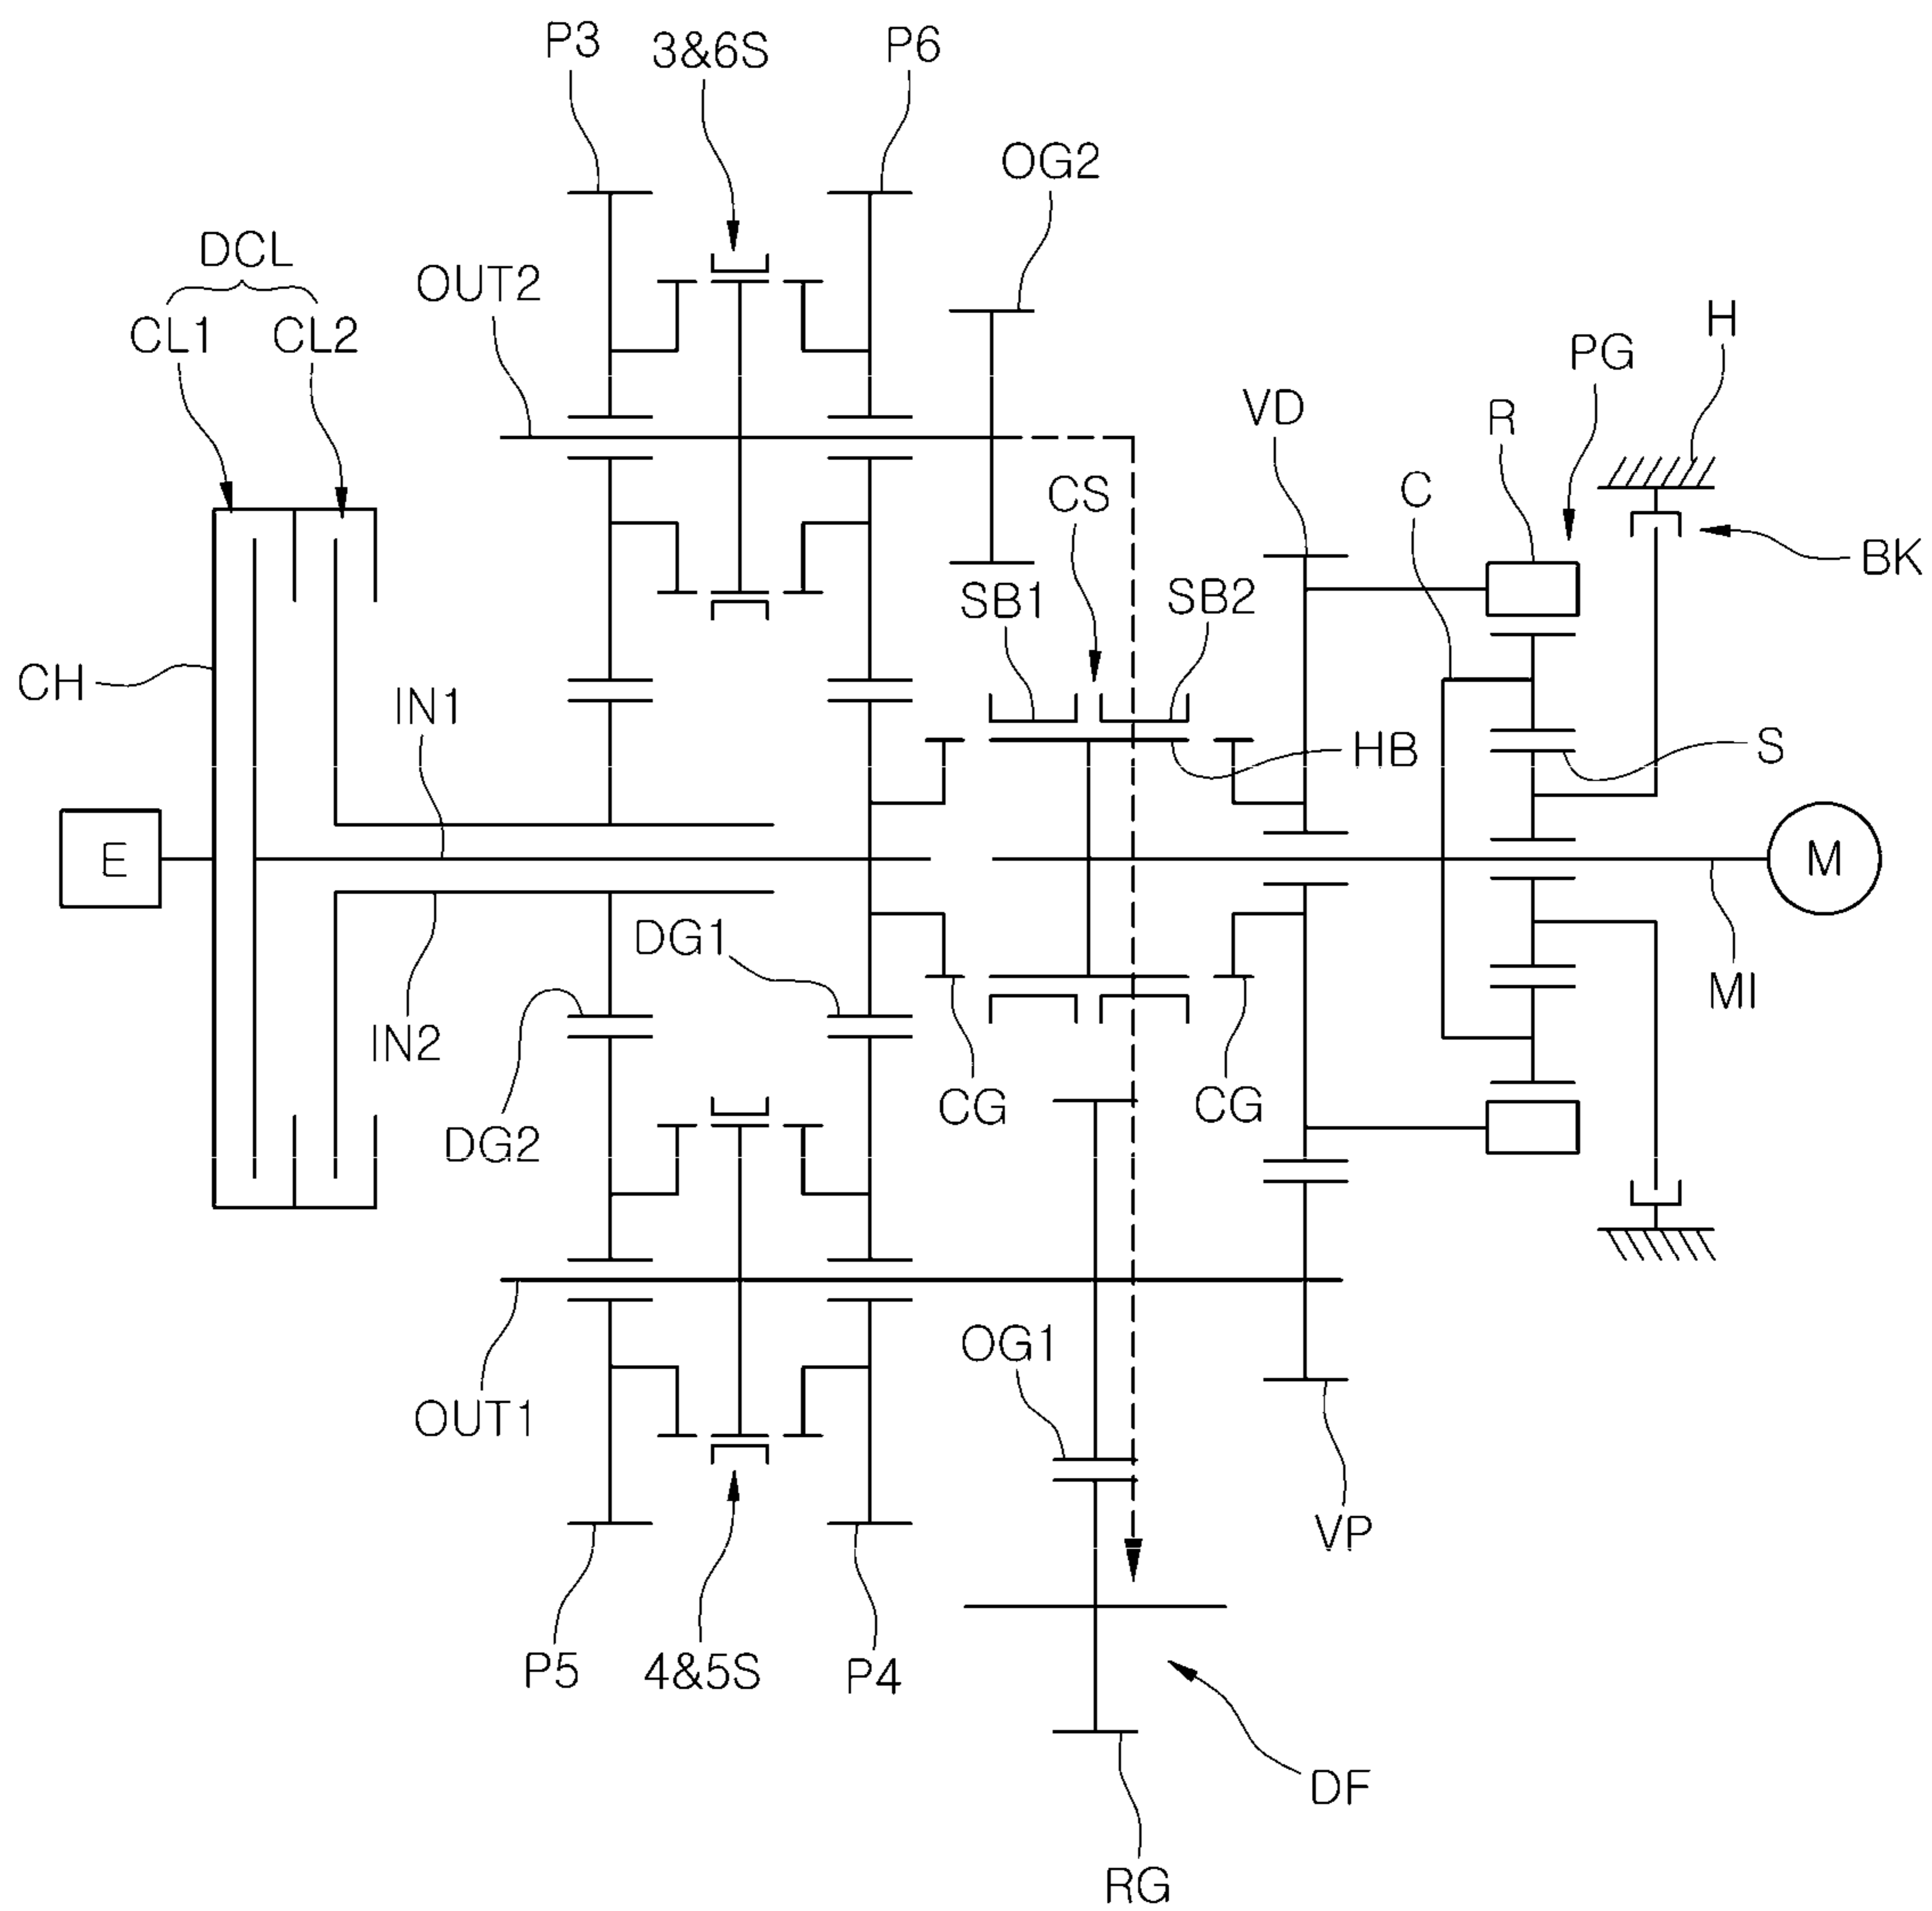 P3
3&6S
P6
OG2
DCL
OUT2
CL1
CL2
H
PG
VD
R
C
CS
BK
SB1
SB2
CH
IN1
HB
S
E
M
DG1
MI
IN2
CG
CG
DG2
OG1
OUT1
VP
P5
4&5S
P4
DF
RG